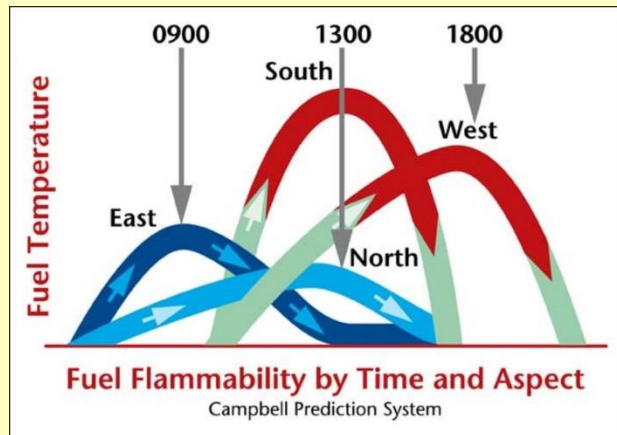 0900 1300 1800
South
West
East
North
Fuel Temperature
Fuel Flammability by Time and Aspect
Campbell Prediction System